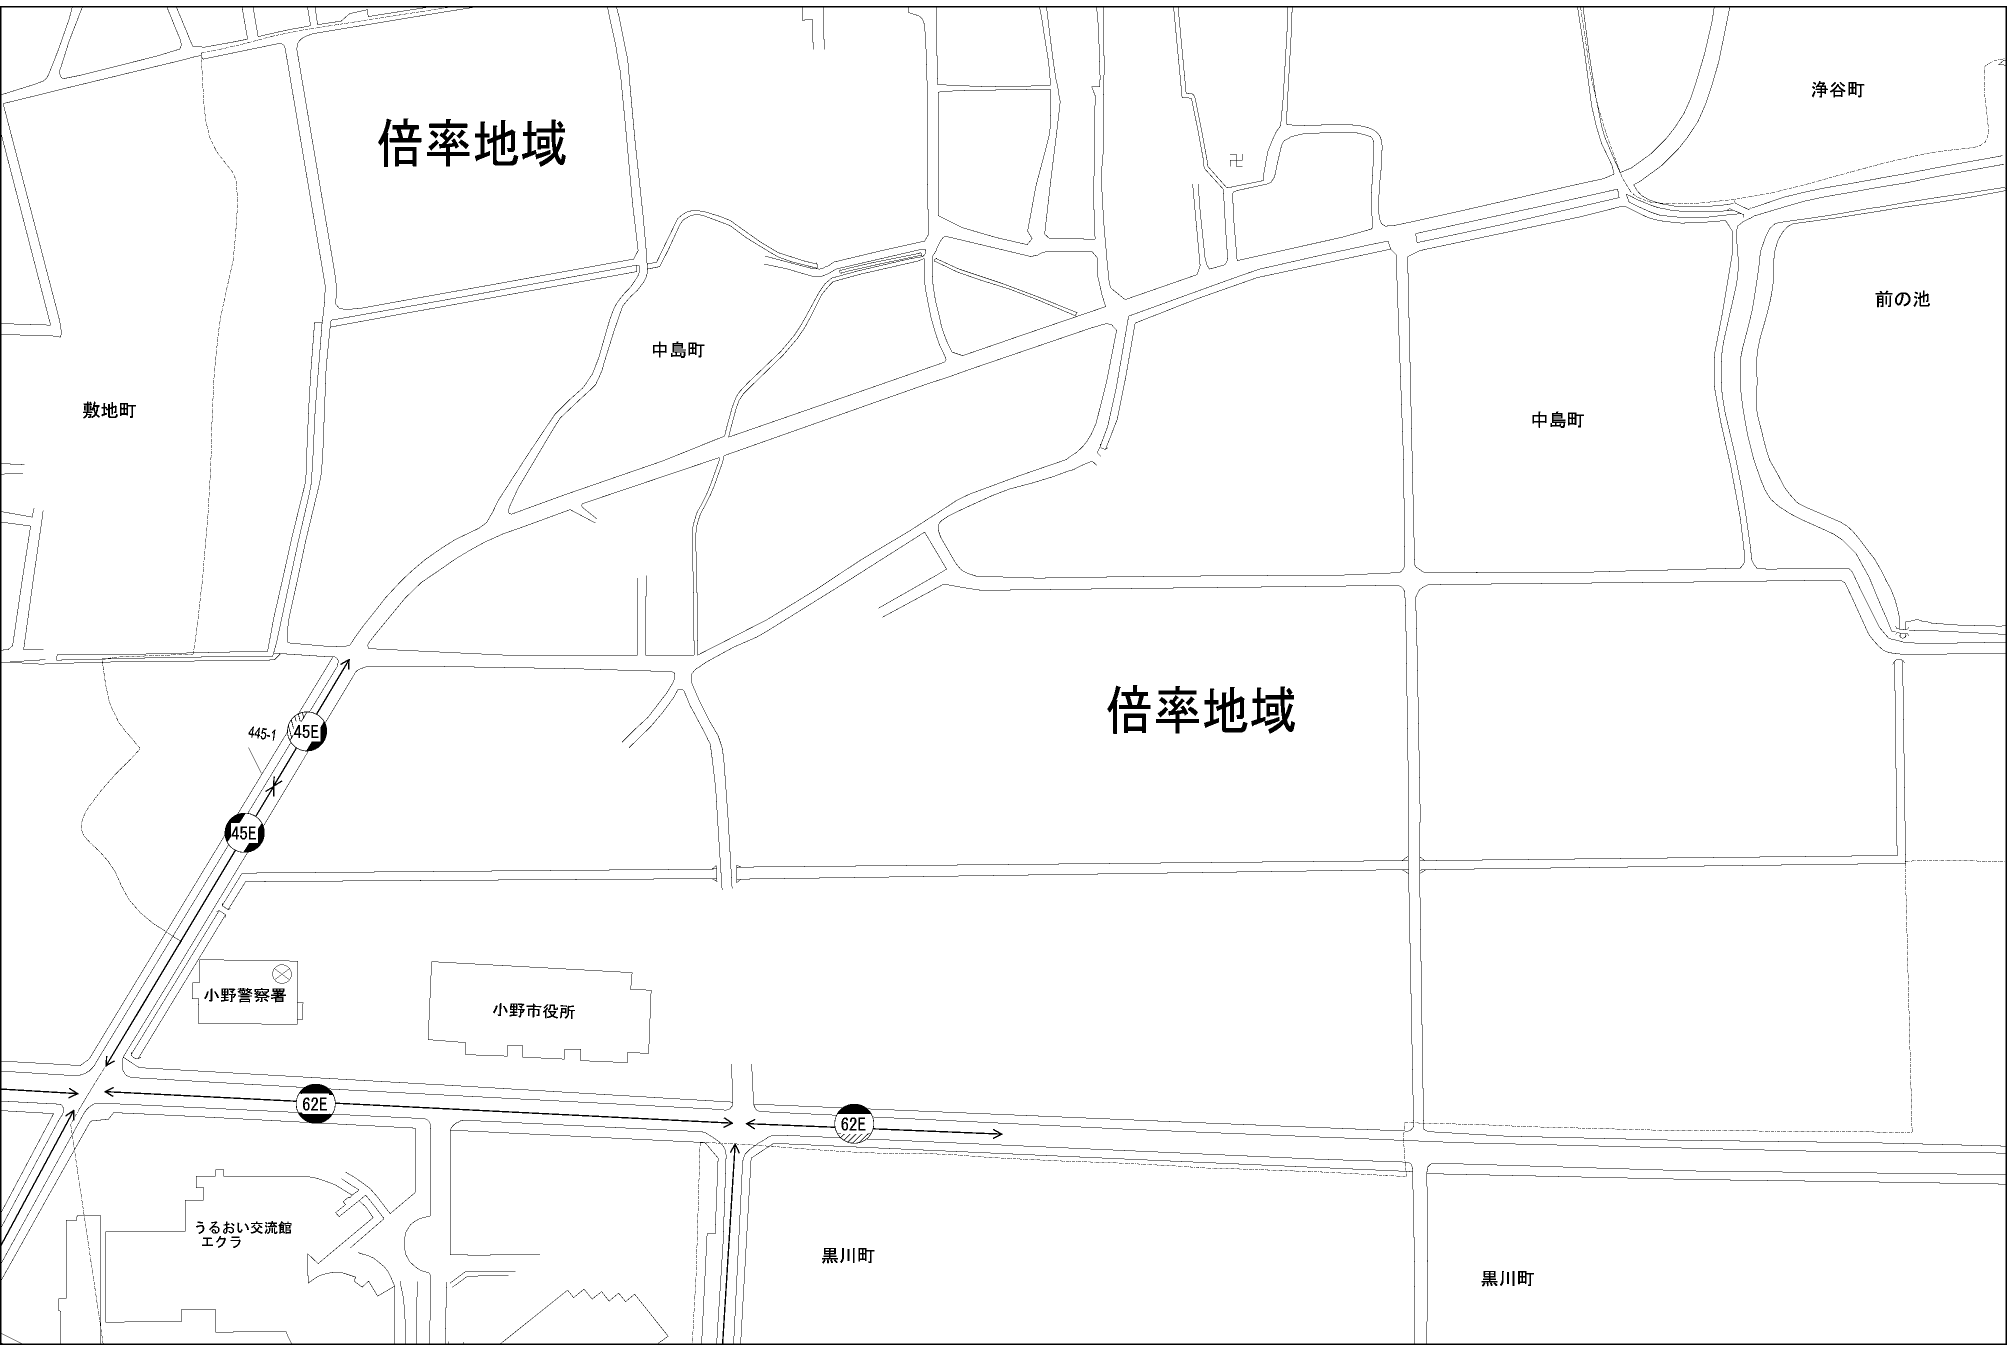 浄谷町
倍率地域
卍
前の池
中島町
敷地町
中島町
倍率地域
445-1
45E
45E
小野警察署
小野市役所
62E
62E
うるおい交流館
エクラ
黒川町
黒川町